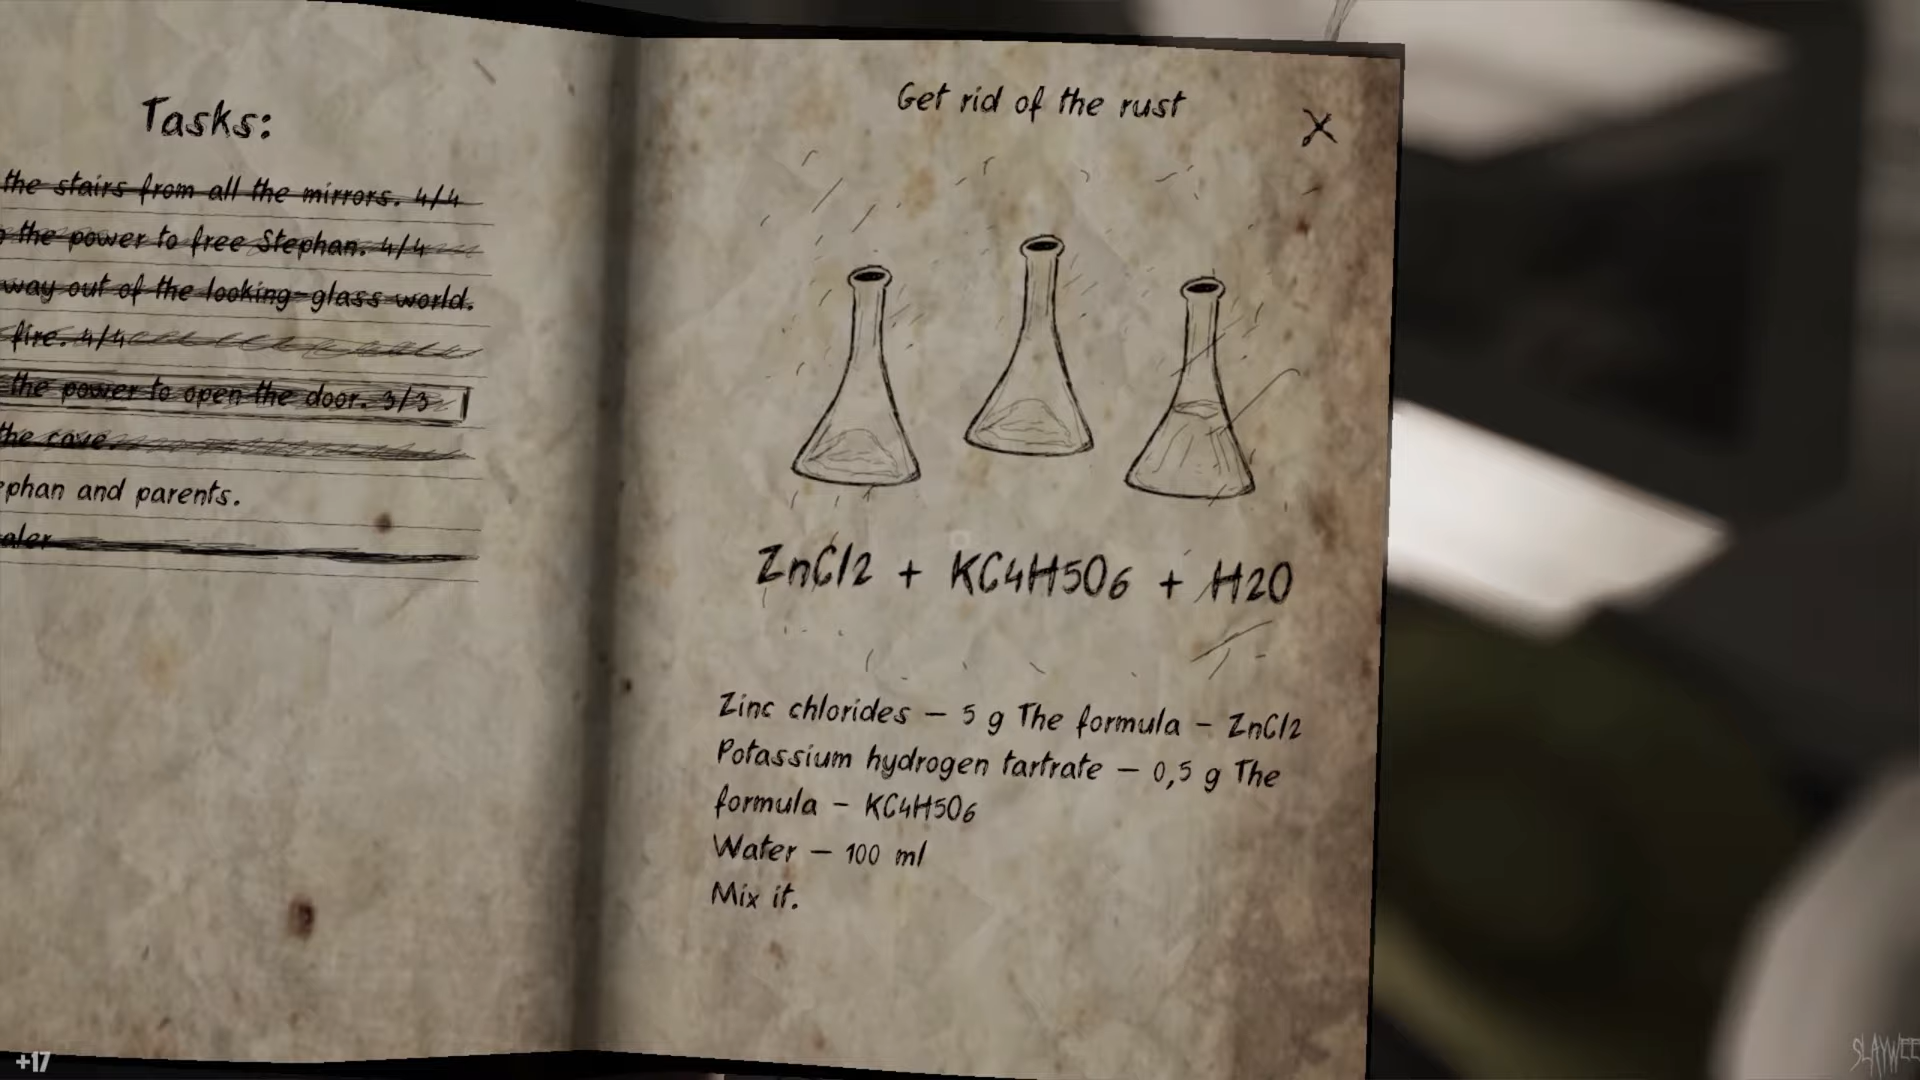 Tasks:
the stairs from all the mirrors. 4/4
the power to free Stephan. 4/4
way out of the looking-glass world.
fire. 4/4
the power to open the door. 3/3
the cave.
ephan and parents.
aler
Get rid of the rust
X
ZnCl2 + KC4H5O6 + H2O
Zinc chlorides – 5 g The formula – ZnCl2
Potassium hydrogen tartrate – 0,5 g The
formula – KC4H5O6
Water – 100 ml
Mix it.
+17
SLAYWEE